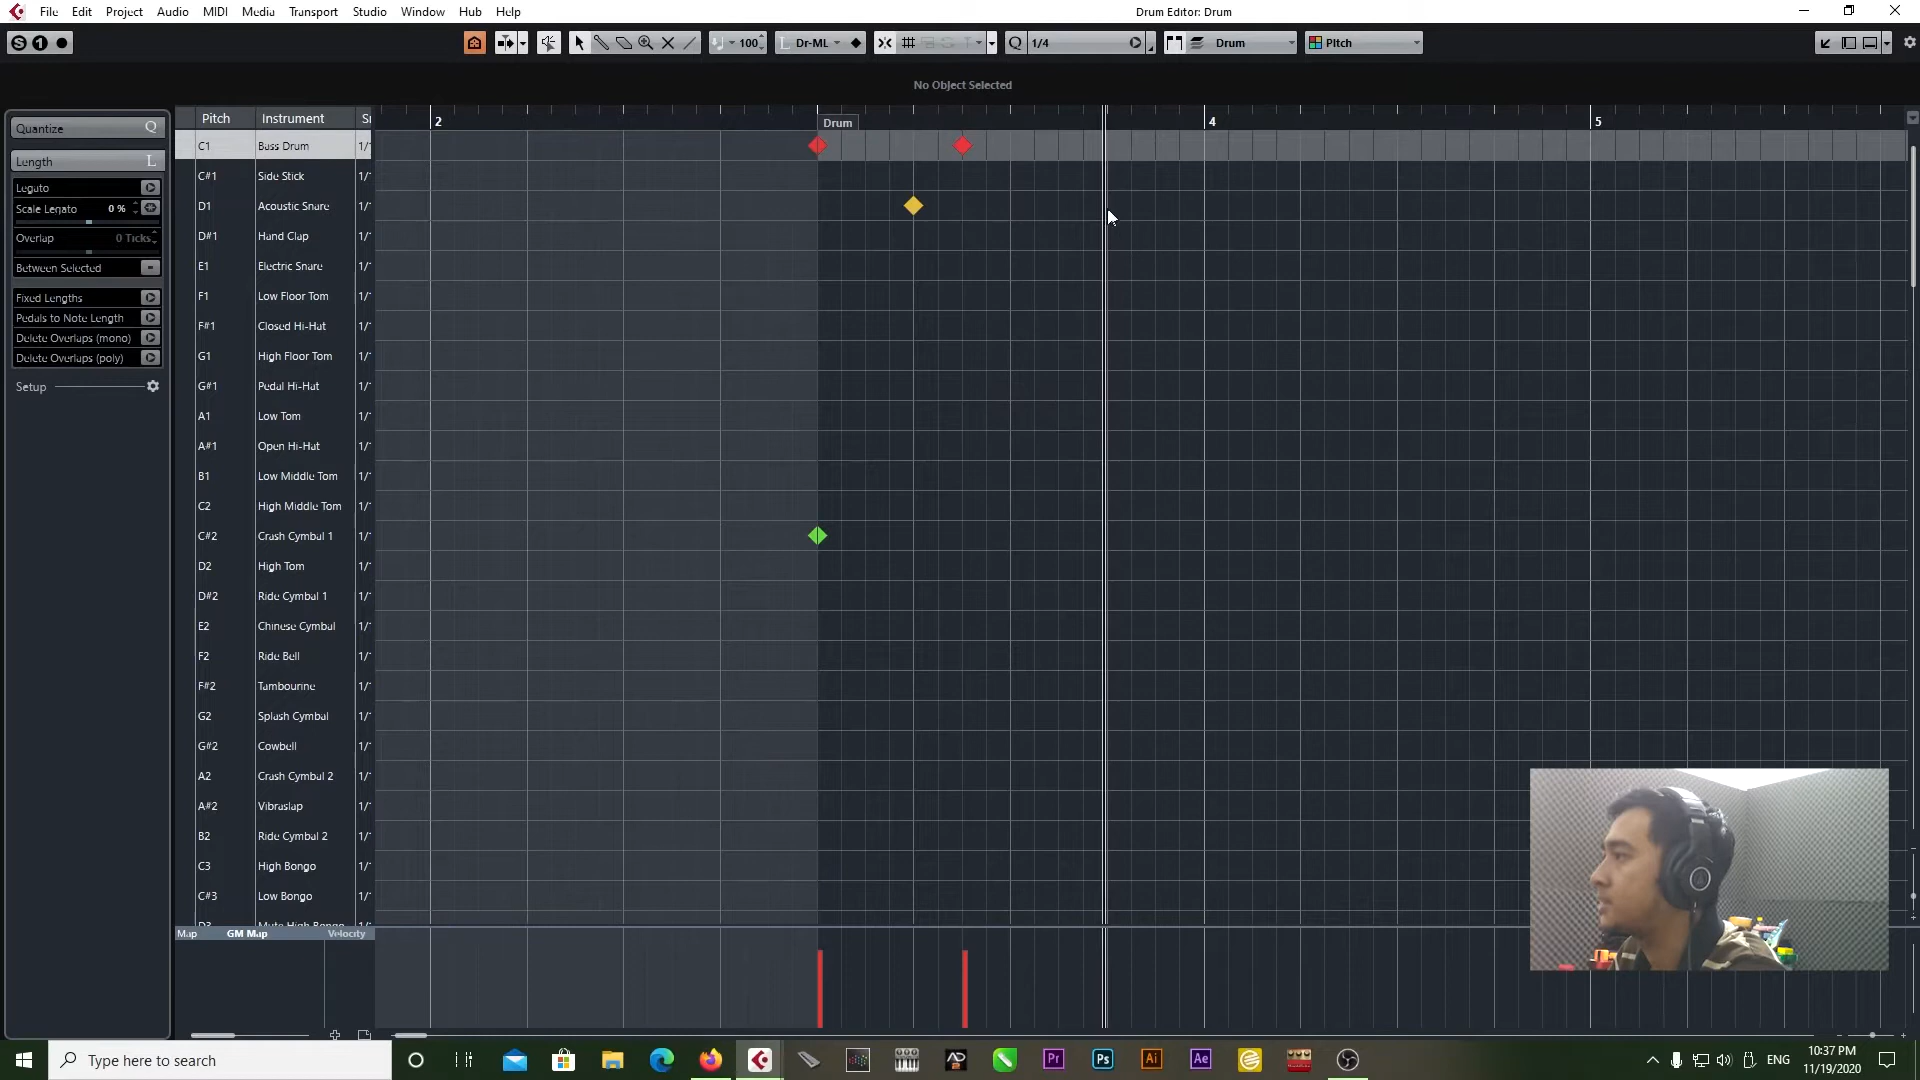 File Edit Project Audio MIDI Media Transport Studio Window Hub Help
Drum Editor: Drum
100 Dr-ML Q 1/4 Drum Pitch
No Object Selected
Quantize Q
Length L
Legato
Scale Legato 0 %
Overlap 0 Ticks
Between Selected
Fixed Lengths
Pedals to Note Length
Delete Overlaps (mono)
Delete Overlaps (poly)
Setup
Pitch Instrument
2 4 5
Drum
C1 Bass Drum
C#1 Side Stick
D1 Acoustic Snare
D#1 Hand Clap
E1 Electric Snare
F1 Low Floor Tom
F#1 Closed Hi-Hat
G1 High Floor Tom
G#1 Pedal Hi-Hat
A1 Low Tom
A#1 Open Hi-Hat
B1 Low Middle Tom
C2 High Middle Tom
C#2 Crash Cymbal 1
D2 High Tom
D#2 Ride Cymbal 1
E2 Chinese Cymbal
F2 Ride Bell
F#2 Tambourine
G2 Splash Cymbal
G#2 Cowbell
A2 Crash Cymbal 2
A#2 Vibraslap
B2 Ride Cymbal 2
C3 High Bongo
C#3 Low Bongo
Map GM Map Velocity
Type here to search
ENG
10:37 PM
11/19/2020